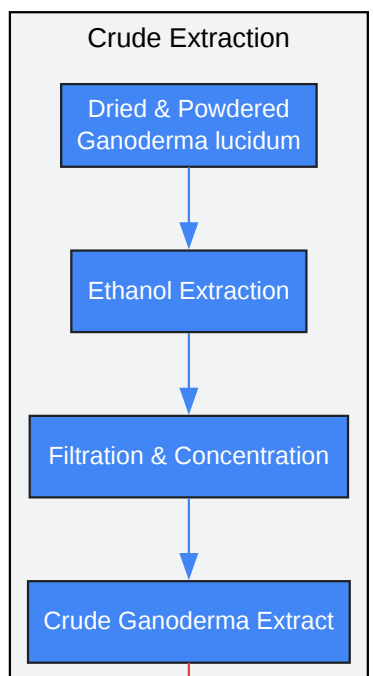 Crude Extraction
Dried & Powdered
Ganoderma lucidum
Ethanol Extraction
Filtration & Concentration
Crude Ganoderma Extract